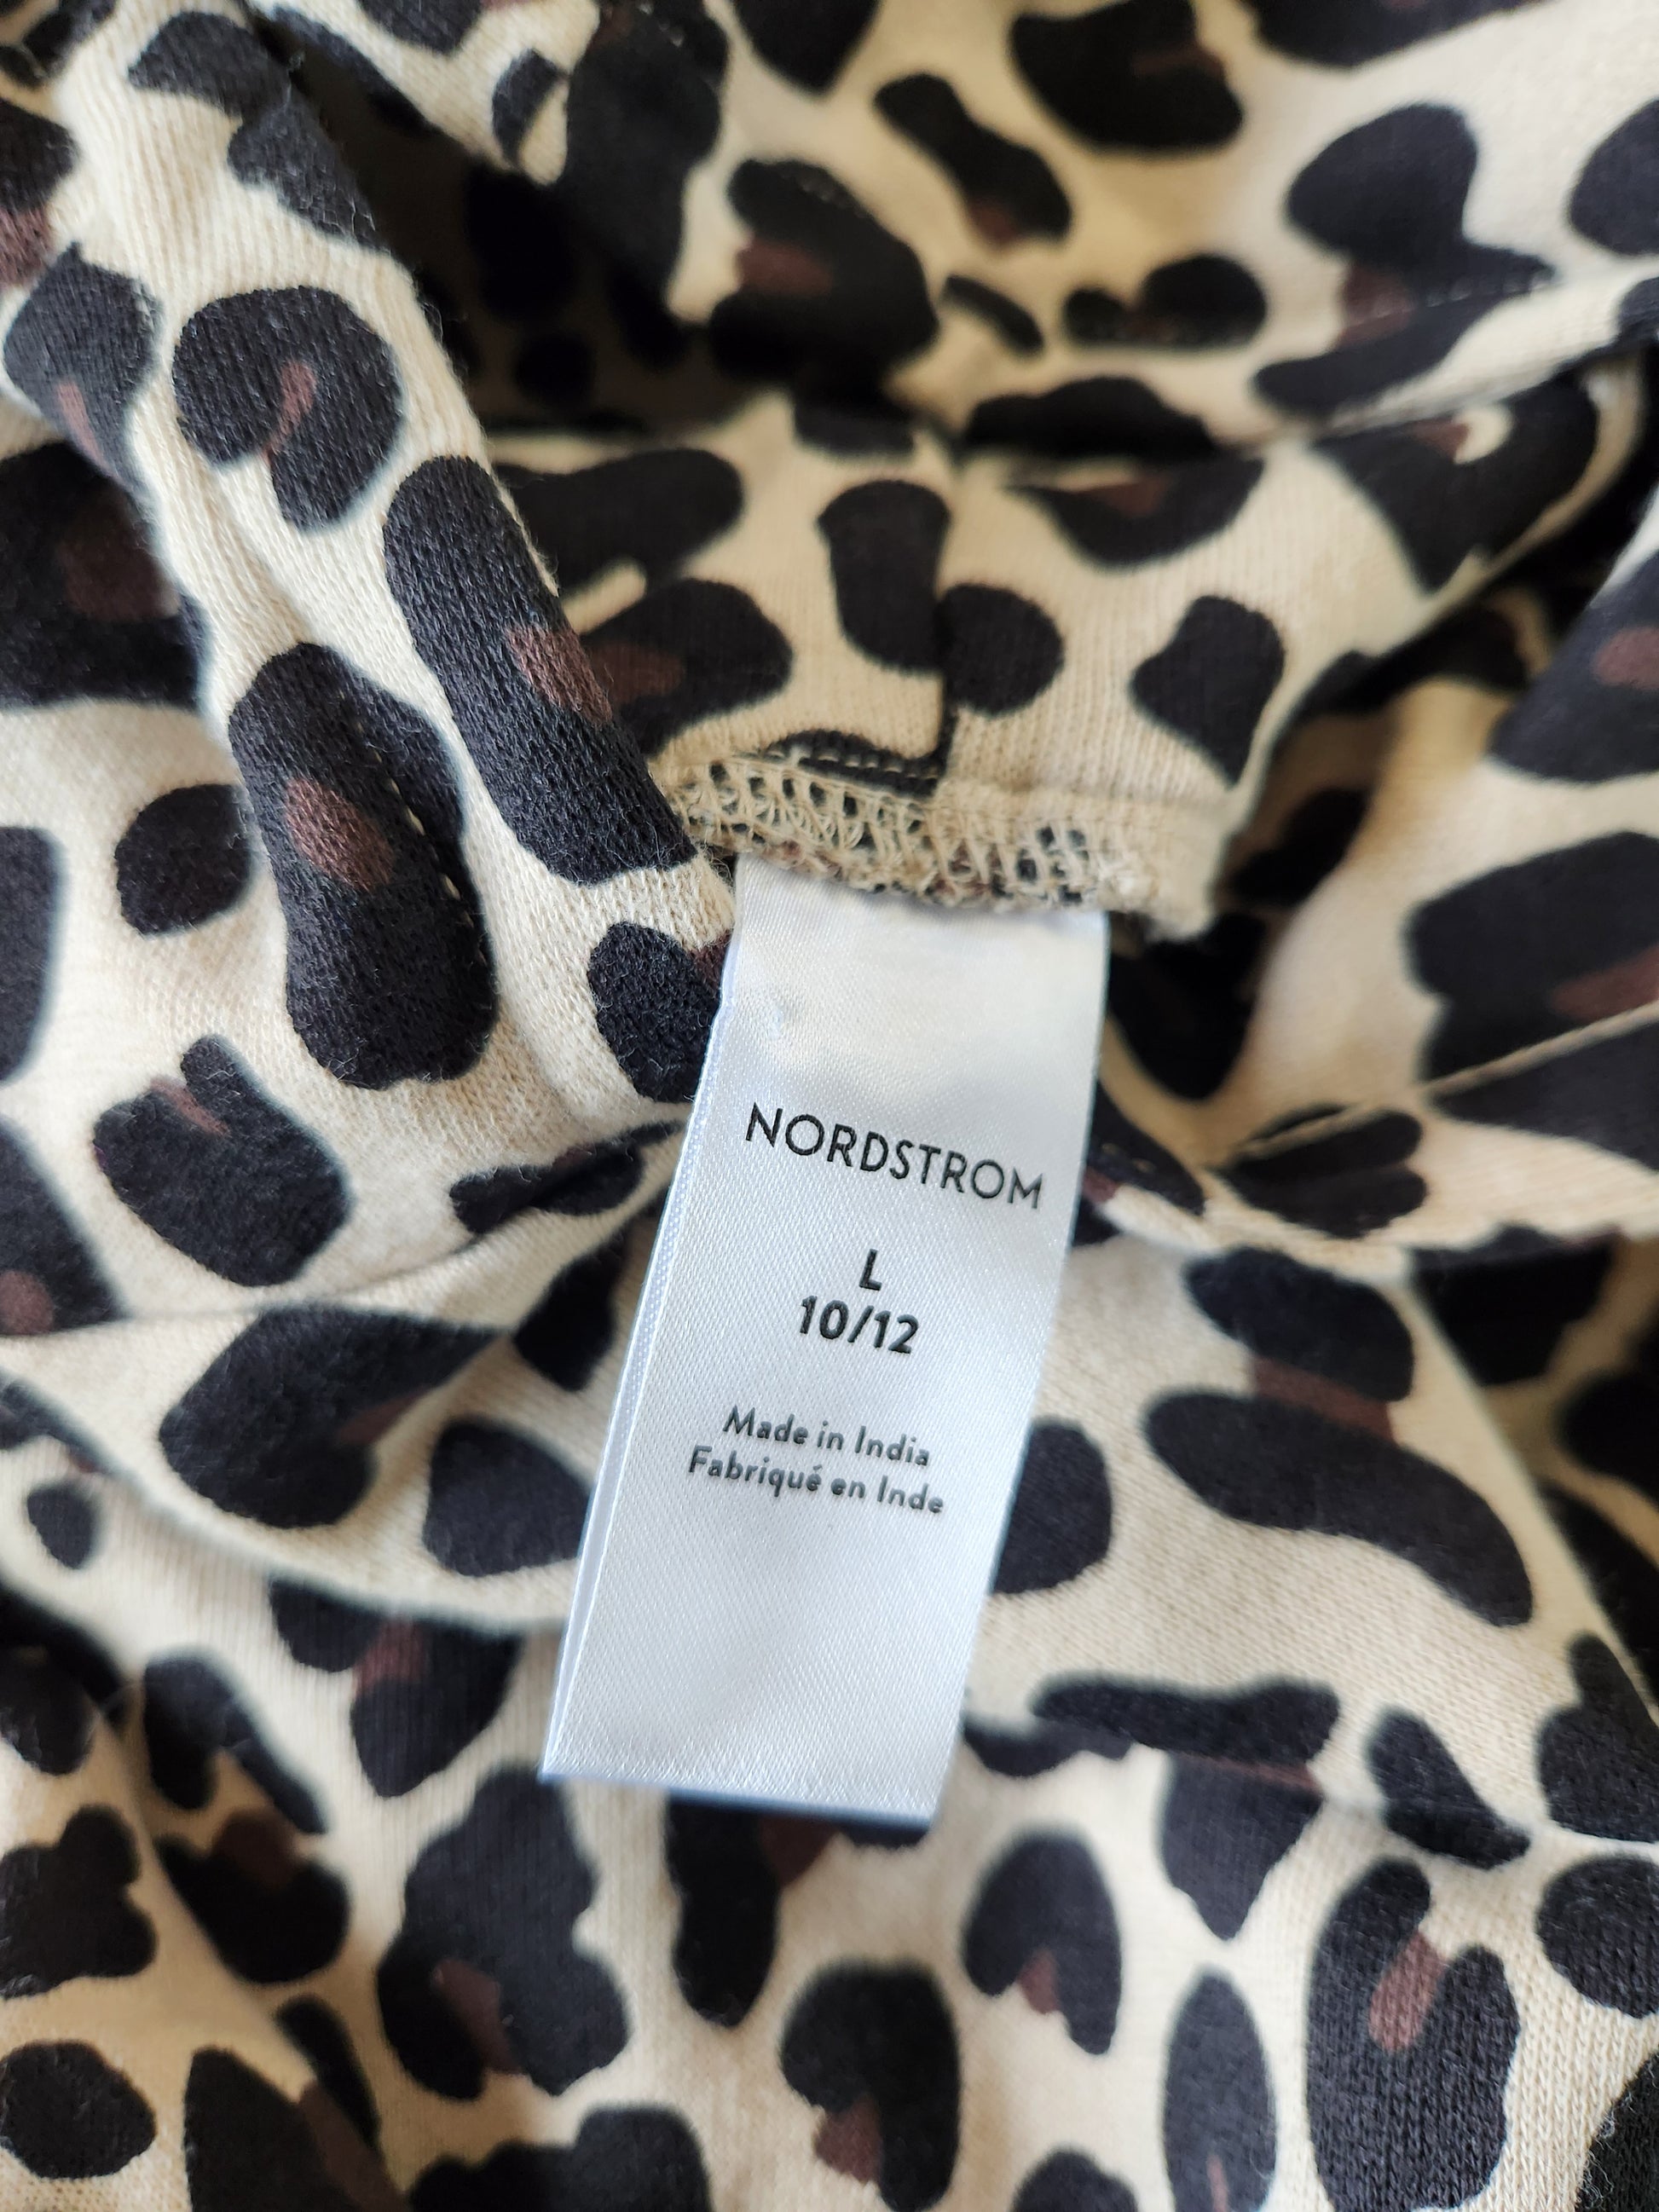 NORDSTROM
L
10/12
Made in India
Fabriqué en Inde